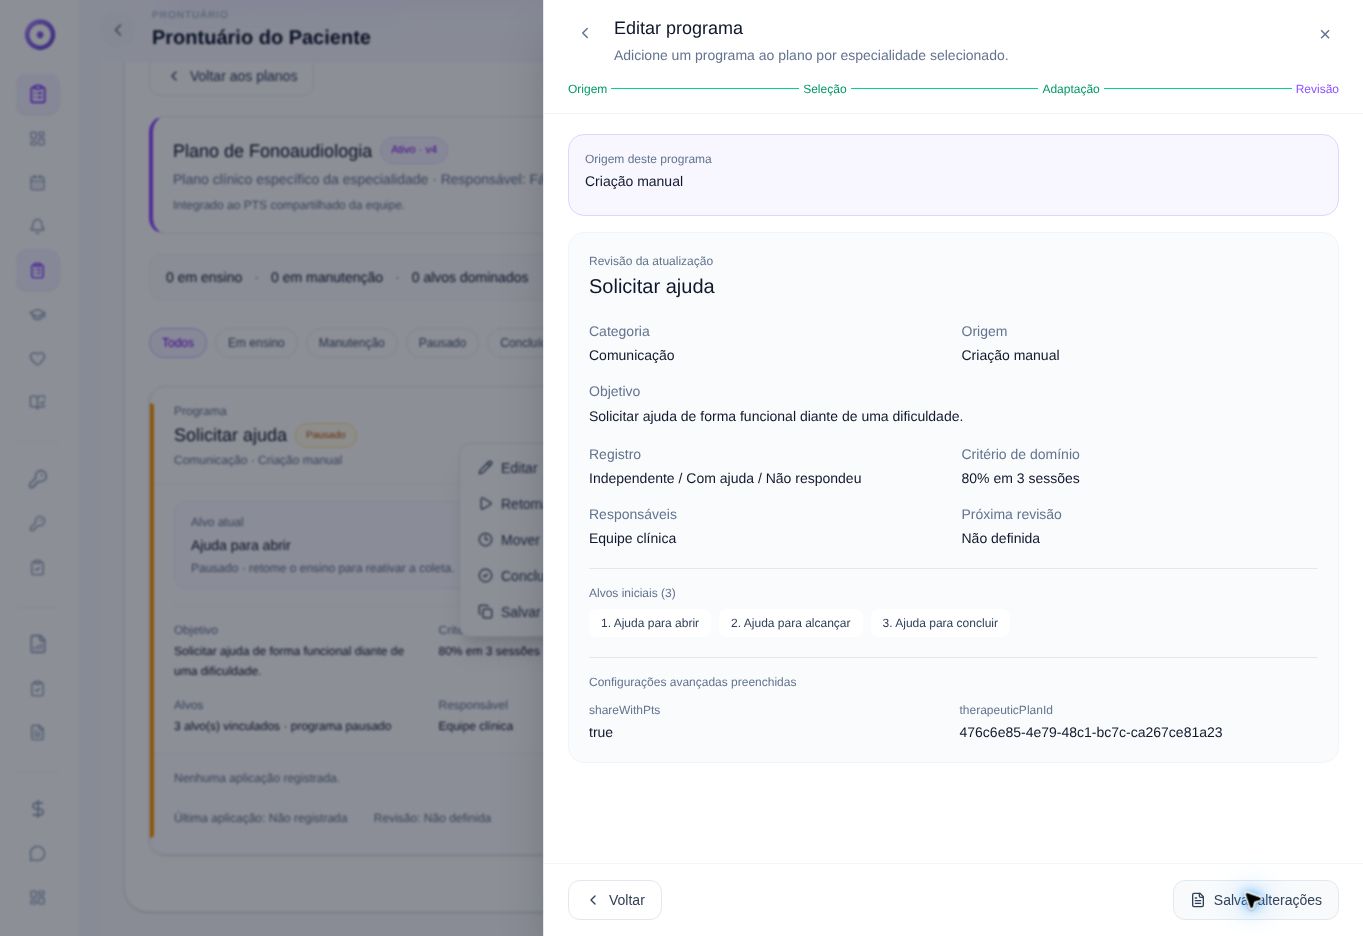 PRONTUÁRIO
Prontuário do Paciente
Voltar aos planos
Plano de Fonoaudiologia
Ativo · v4
Plano clínico específico da especialidade · Responsável:
Integrado ao PTS compartilhado da equipe.
0 em ensino · 0 em manutenção · 0 alvos dominados
Todos
Em ensino
Manutenção
Pausado
Programa
Solicitar ajuda
Pausado
Comunicação · Criação manual
Alvo atual
Ajuda para abrir
Pausado · retome o ensino para reativar a coleta.
Editar
Mover
Salvar
Objetivo
Solicitar ajuda de forma funcional diante de
uma dificuldade.
80% em 3 sessões
Alvos
3 alvo(s) vinculados · programa pausado
Responsável
Equipe clínica
Nenhuma aplicação registrada.
Última aplicação: Não registrada
Revisão: Não definida
Editar programa
Adicione um programa ao plano por especialidade selecionado.
Origem
Seleção
Adaptação
Revisão
Origem deste programa
Criação manual
Revisão da atualização
Solicitar ajuda
Categoria
Comunicação
Origem
Criação manual
Objetivo
Solicitar ajuda de forma funcional diante de uma dificuldade.
Registro
Independente / Com ajuda / Não respondeu
Critério de domínio
80% em 3 sessões
Responsáveis
Equipe clínica
Próxima revisão
Não definida
Alvos iniciais (3)
1. Ajuda para abrir
2. Ajuda para alcançar
3. Ajuda para concluir
Configurações avançadas preenchidas
shareWithPts
true
therapeuticPlanId
476c6e85-4e79-48c1-bc7c-ca267ce81a23
Voltar
Salvar alterações